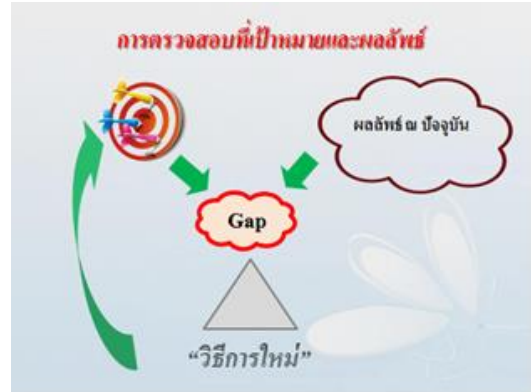 การตรวจสอบที่เป้าหมายและผลลัพธ์
ผลลัพธ์ ณ ปัจจุบัน
Gap
“วิธีการใหม่”